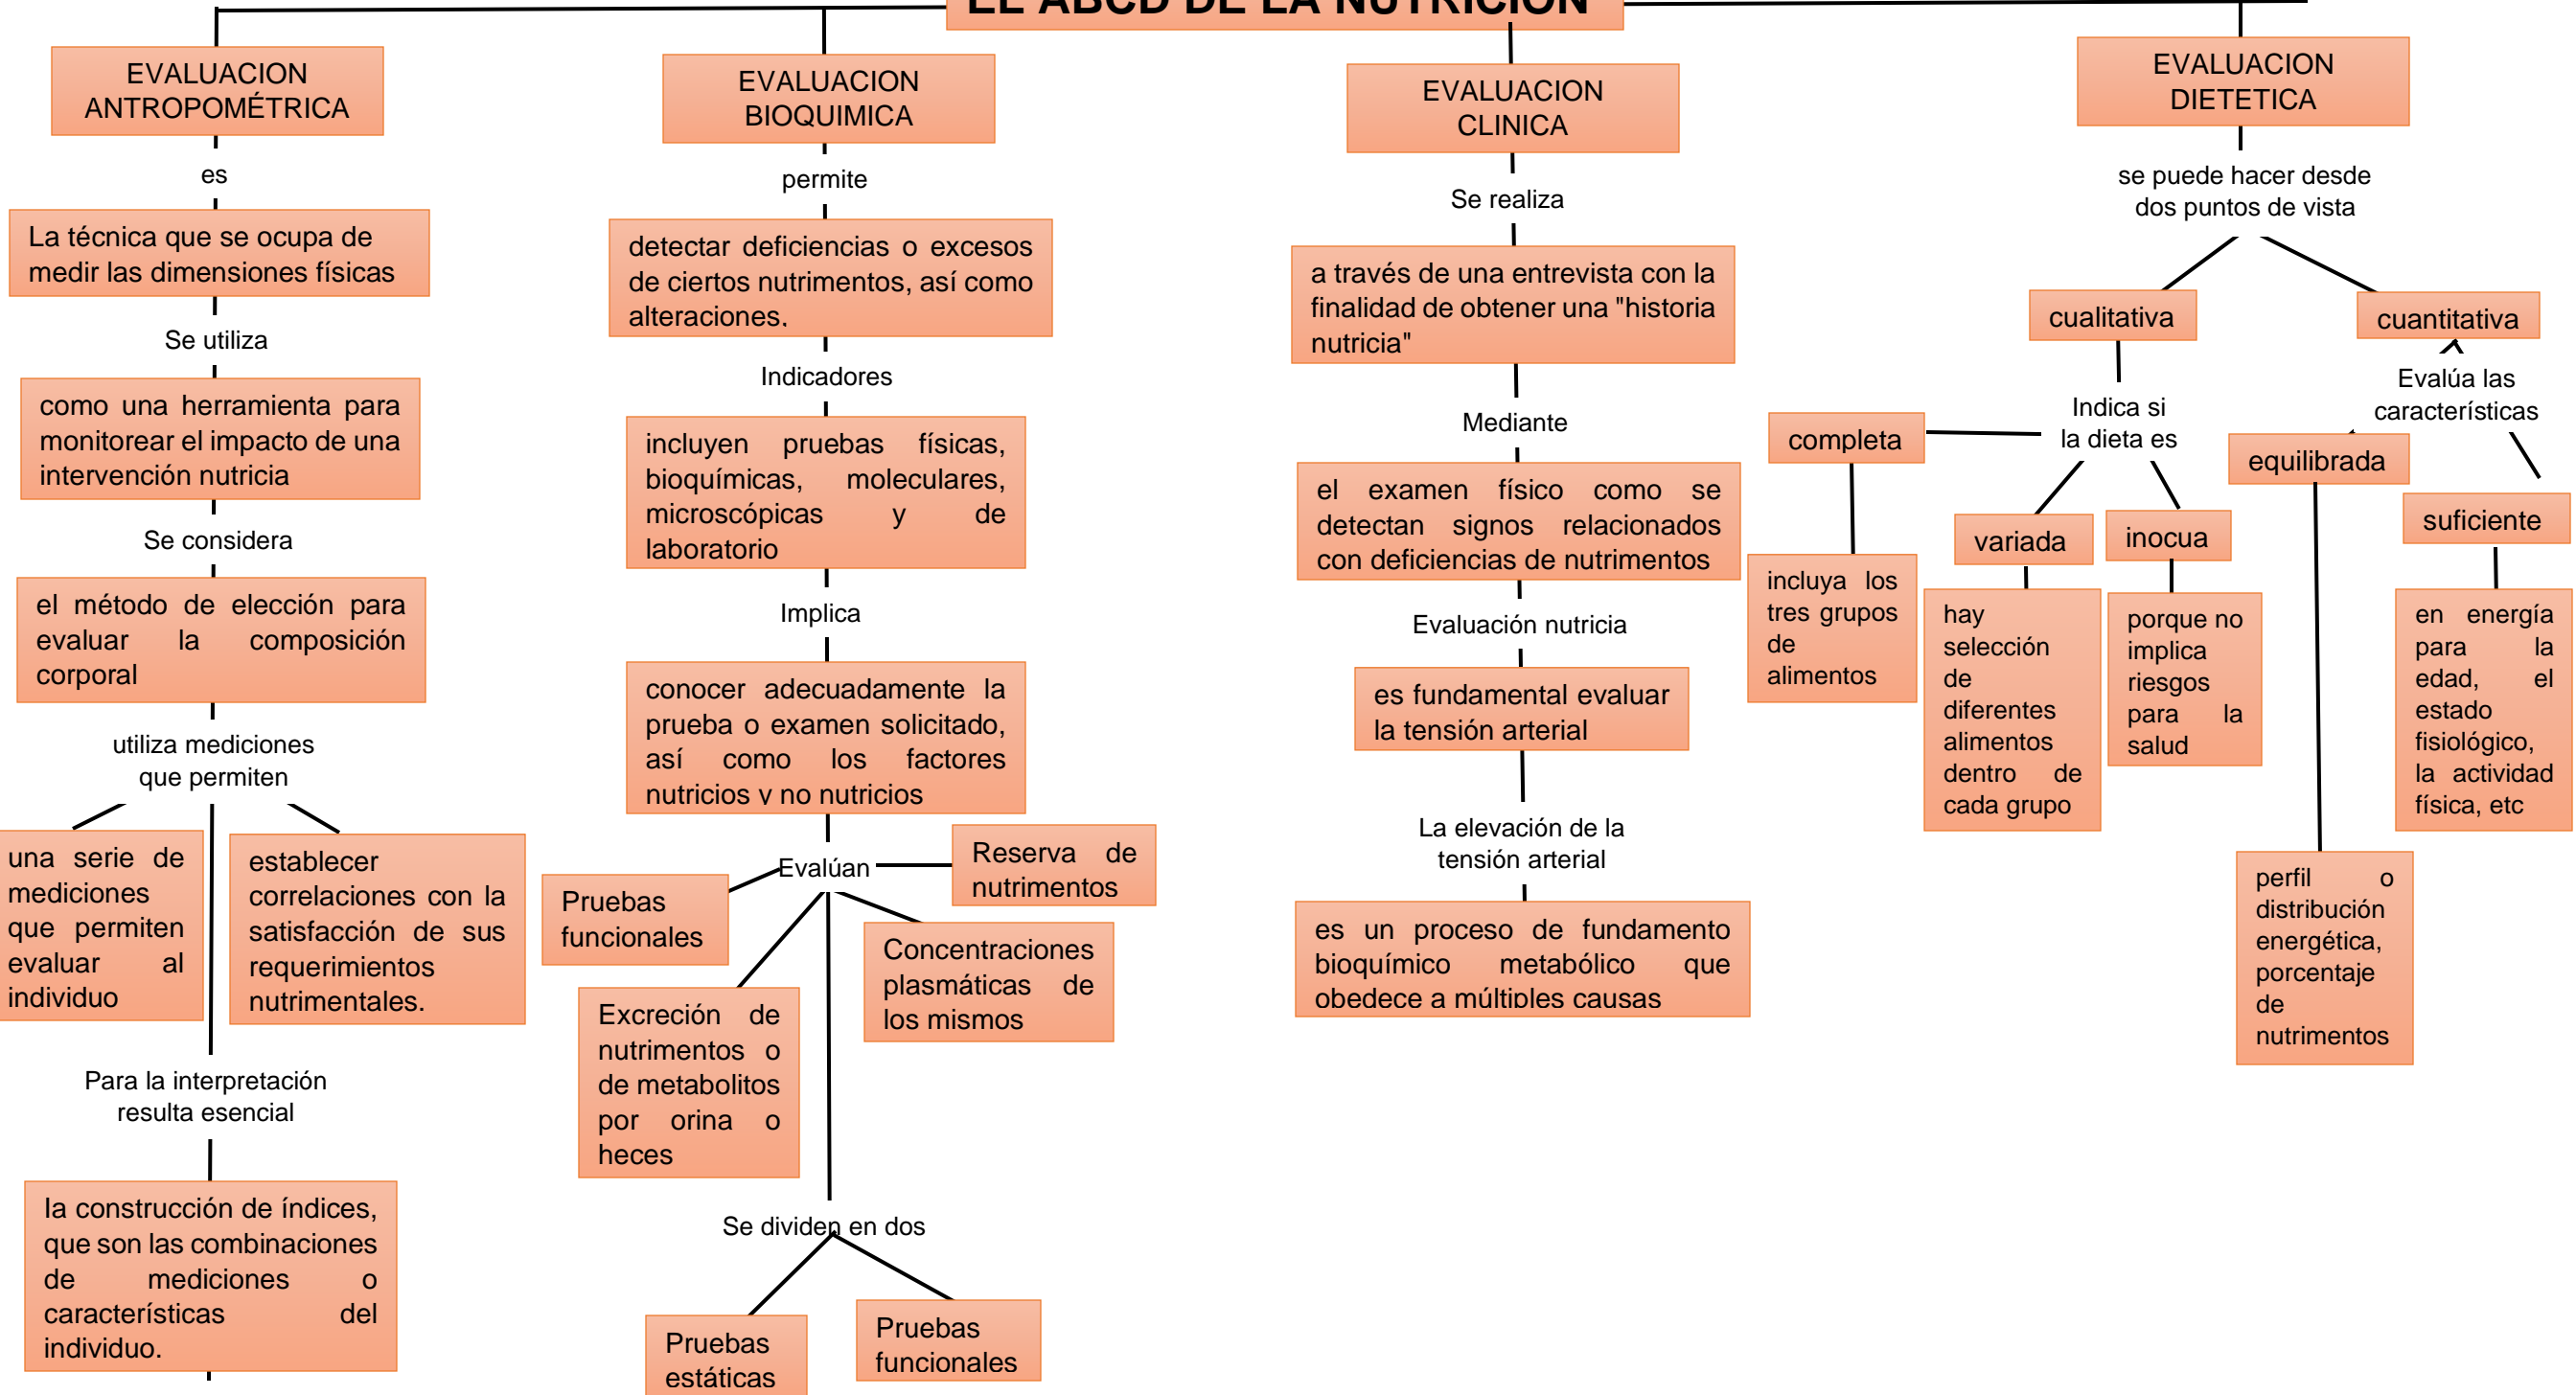 EL ABCD DE LA NUTRICIÓN
EVALUACION
ANTROPOMÉTRICA
es
La técnica que se ocupa de
medir las dimensiones físicas
Se utiliza
como una herramienta para
monitorear el impacto de una
intervención nutricia
Se considera
el método de elección para
evaluar la composición
corporal
utiliza mediciones
que permiten
una serie de
mediciones
que permiten
evaluar al
individuo
establecer
correlaciones con la
satisfacción de sus
requerimientos
nutrimentales.
Para la interpretación
resulta esencial
la construcción de índices,
que son las combinaciones
de mediciones o
características del
individuo.
EVALUACION
BIOQUIMICA
permite
detectar deficiencias o excesos
de ciertos nutrimentos, así como
alteraciones.
Indicadores
incluyen pruebas físicas,
bioquímicas, moleculares,
microscópicas y de
laboratorio
Implica
conocer adecuadamente la
prueba o examen solicitado,
así como los factores
nutricios y no nutricios
Evalúan
Pruebas
funcionales
Reserva de
nutrimentos
Excreción de
nutrimentos o
de metabolitos
por orina o
heces
Concentraciones
plasmáticas de
los mismos
Se dividen en dos
Pruebas
estáticas
Pruebas
funcionales
EVALUACION
CLINICA
Se realiza
a través de una entrevista con la
finalidad de obtener una "historia
nutricia"
Mediante
el examen físico como se
detectan signos relacionados
con deficiencias de nutrimentos
Evaluación nutricia
es fundamental evaluar
la tensión arterial
La elevación de la
tensión arterial
es un proceso de fundamento
bioquímico metabólico que
obedece a múltiples causas
EVALUACION
DIETETICA
se puede hacer desde
dos puntos de vista
cualitativa
Indica si
la dieta es
completa
incluya los
tres grupos
de
alimentos
variada
hay
selección
de
diferentes
alimentos
dentro de
cada grupo
inocua
porque no
implica
riesgos
para la
salud
cuantitativa
Evalúa las
características
equilibrada
perfil o
distribución
energética,
porcentaje
de
nutrimentos
suficiente
en energía
para la
edad, el
estado
fisiológico,
la actividad
física, etc